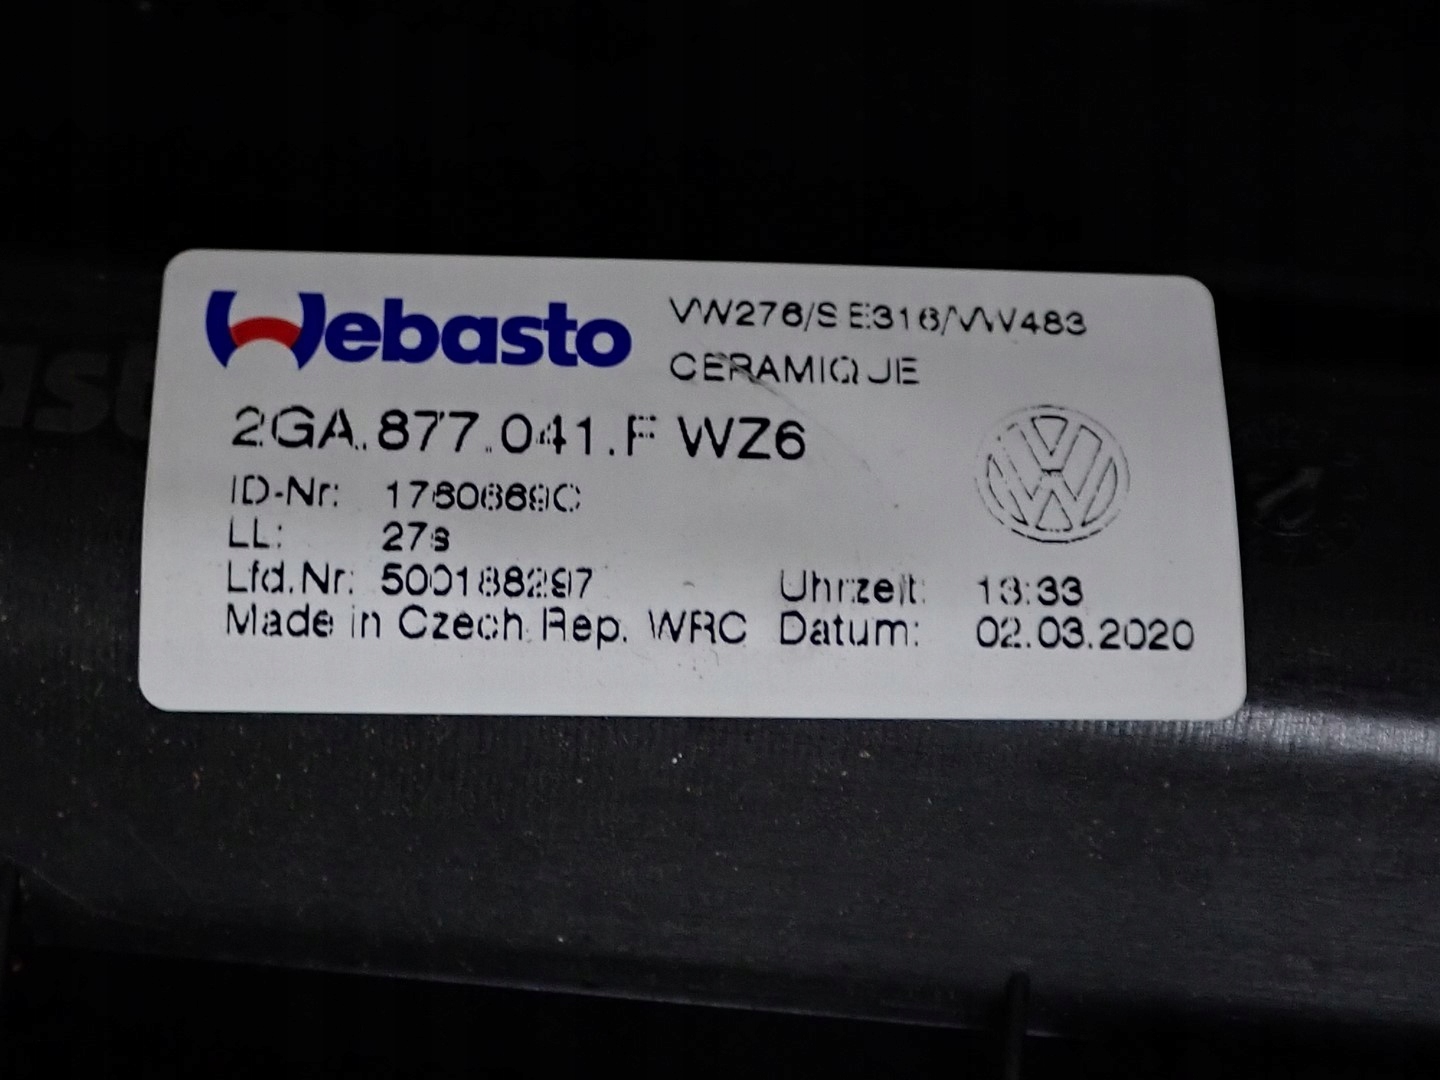 Webasto
VW276/SE316/VW483
CERAMIQUE
2GA.877.041.F WZ6
ID-Nr: 1760669C
LL: 27s
Lfd.Nr: 500188297
Uhrzeit: 13:33
Made in Czech Rep. WRC
Datum: 02.03.2020